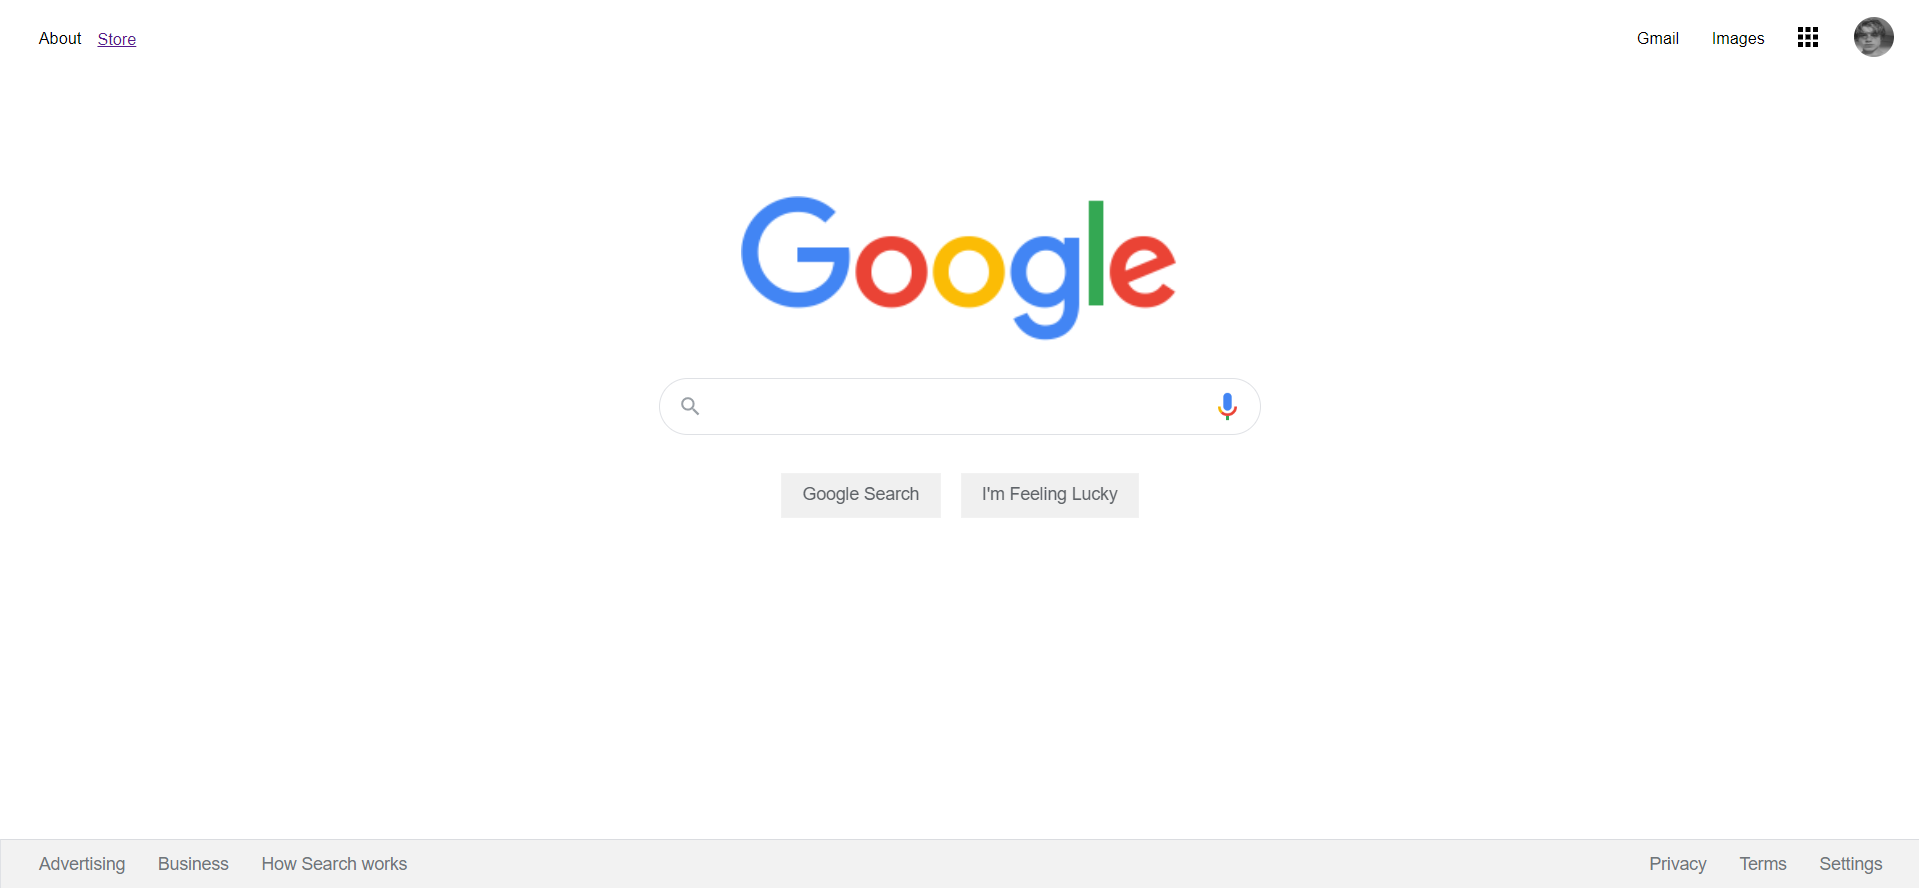 About Store Gmail Images
Google
Google Search I'm Feeling Lucky
Advertising Business How Search works Privacy Terms Settings